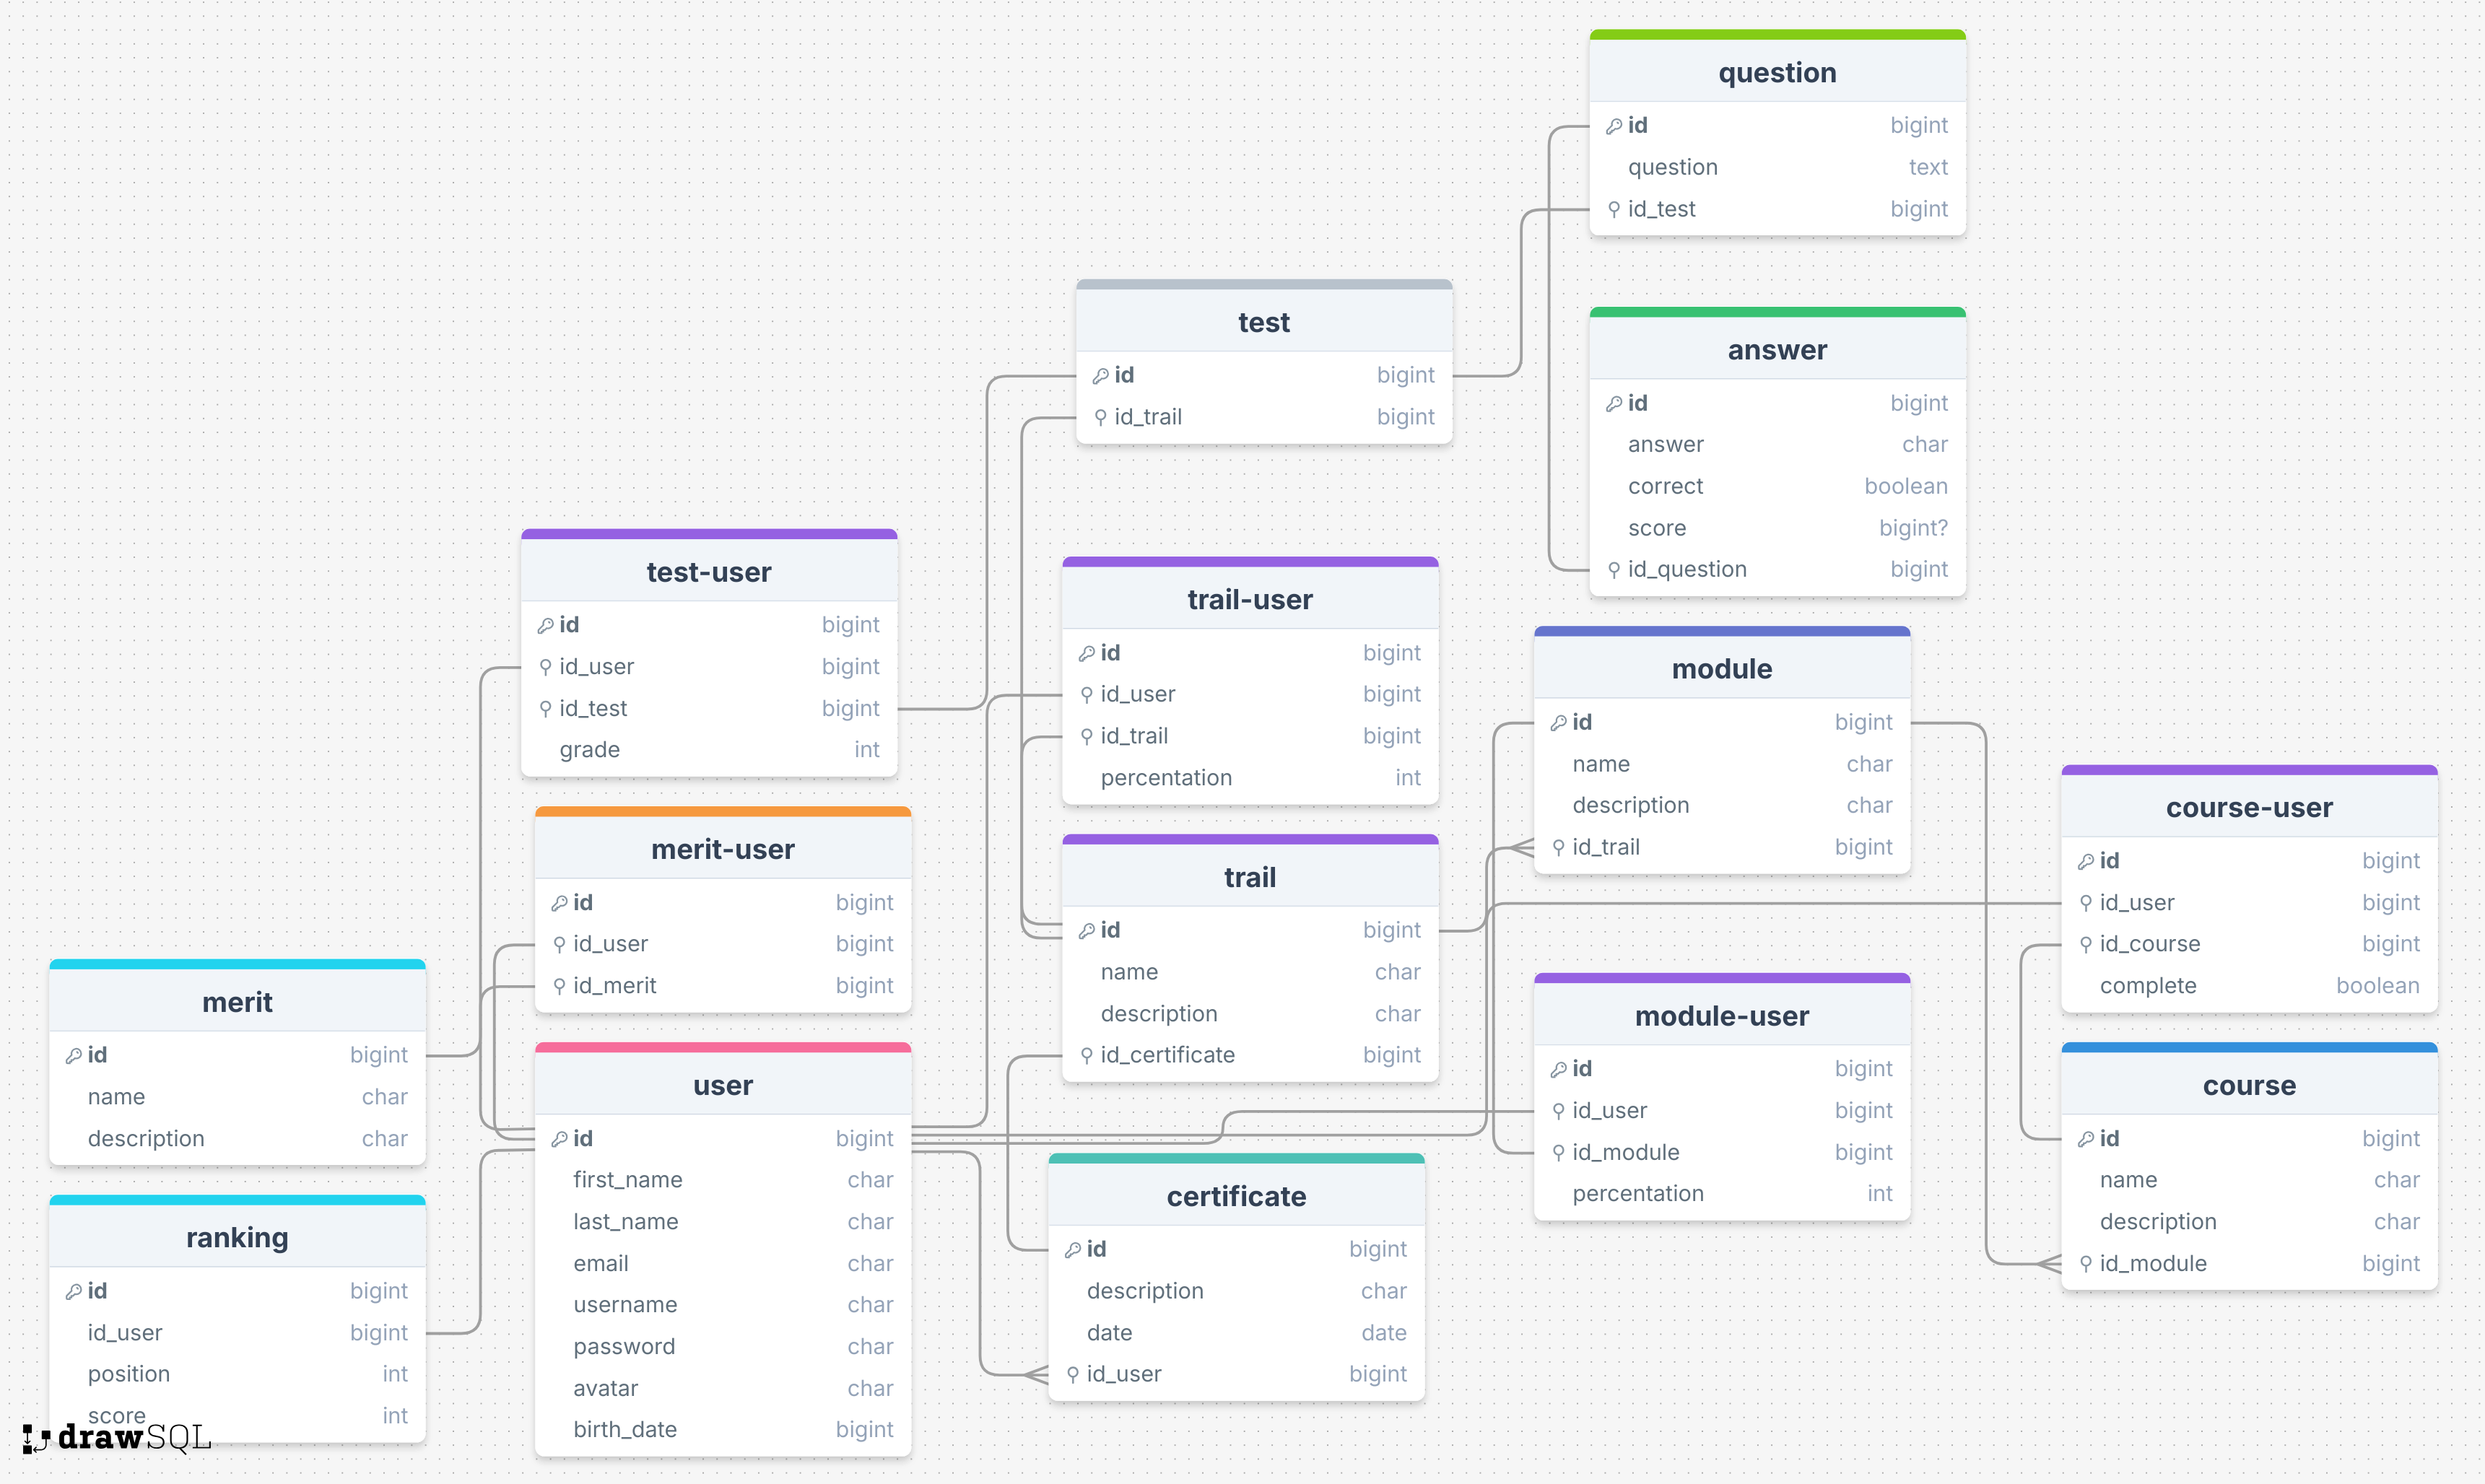 question
id bigint
question text
id_test bigint
test
id bigint
id_trail bigint
answer
id bigint
answer char
correct boolean
score bigint?
id_question bigint
test-user
id bigint
id_user bigint
id_test bigint
grade int
trail-user
id bigint
id_user bigint
id_trail bigint
percentation int
module
id bigint
name char
description char
id_trail bigint
course-user
id bigint
id_user bigint
id_course bigint
complete boolean
merit-user
id bigint
id_user bigint
id_merit bigint
trail
id bigint
name char
description char
id_certificate bigint
merit
id bigint
name char
description char
module-user
id bigint
id_user bigint
id_module bigint
percentation int
user
id bigint
first_name char
last_name char
email char
username char
password char
avatar char
birth_date bigint
course
id bigint
name char
description char
id_module bigint
certificate
id bigint
description char
date date
id_user bigint
ranking
id bigint
id_user bigint
position int
score int
drawSQL